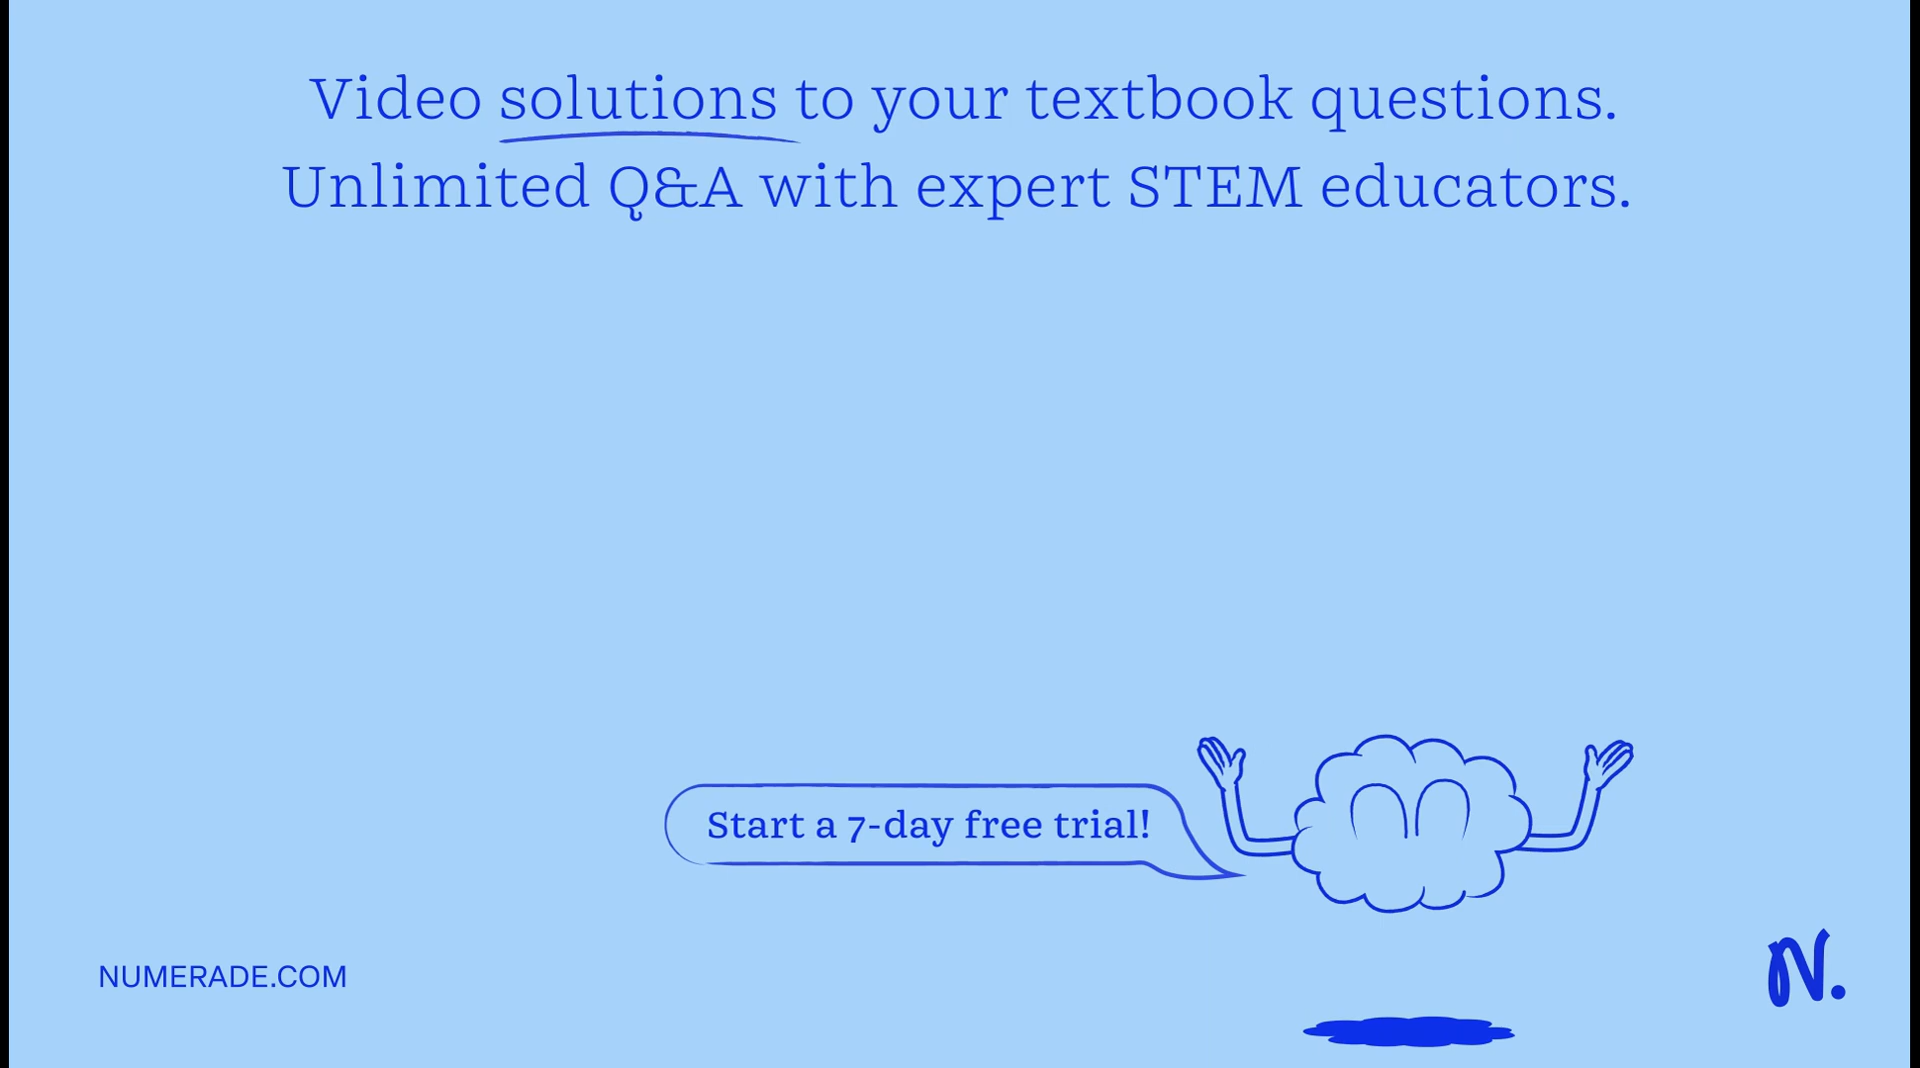 Video solutions to your textbook questions.
Unlimited Q&A with expert STEM educators.
Start a 7-day free trial!
NUMERADE.COM
N.